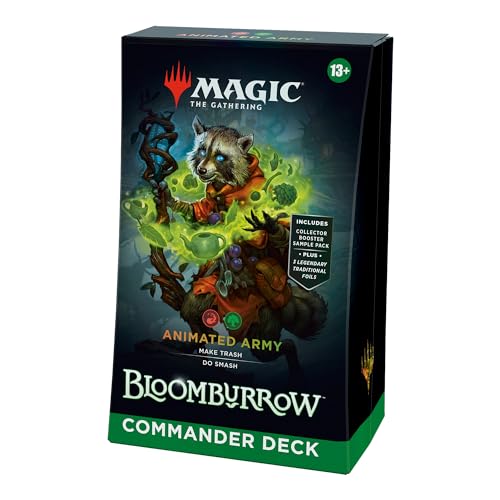 ANIMATED ARMY
MAGIC
THE GATHERING
13+
INCLUDES
COLLECTOR
BOOSTER
SAMPLE PACK
• PLUS •
2 LEGENDARY
TRADITIONAL
FOILS
ANIMATED ARMY
MAKE TRASH
DO SMASH
BLOOMBURROW™
COMMANDER DECK